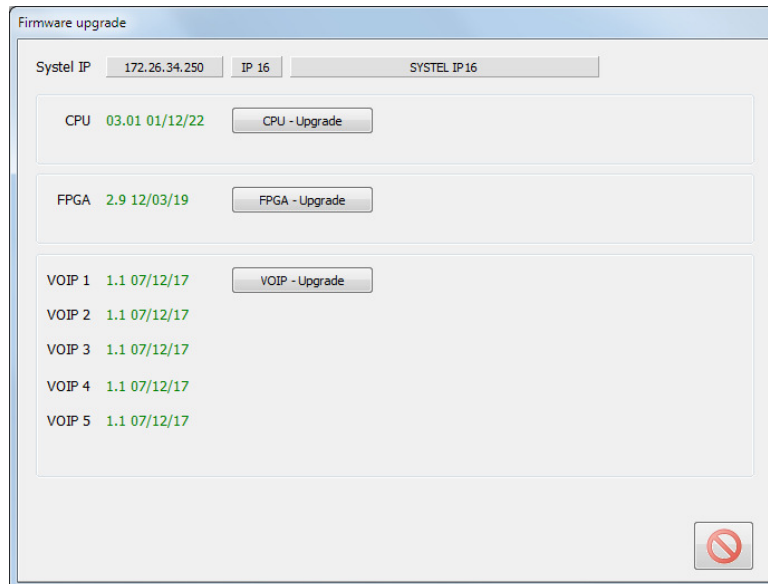 Firmware upgrade
Systel IP 172.26.34.250 IP 16 SYSTEL IP16
CPU 03.01 01/12/22 CPU - Upgrade
FPGA 2.9 12/03/19 FPGA - Upgrade
VOIP 1 1.1 07/12/17 VOIP - Upgrade
VOIP 2 1.1 07/12/17
VOIP 3 1.1 07/12/17
VOIP 4 1.1 07/12/17
VOIP 5 1.1 07/12/17